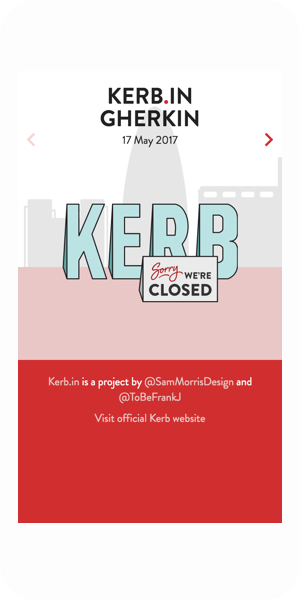 KERB.IN
GHERKIN
17 May 2017
KERB
Sorry WE'RE
CLOSED
Kerb.in is a project by @SamMorrisDesign and
@ToBeFrankJ
Visit official Kerb website